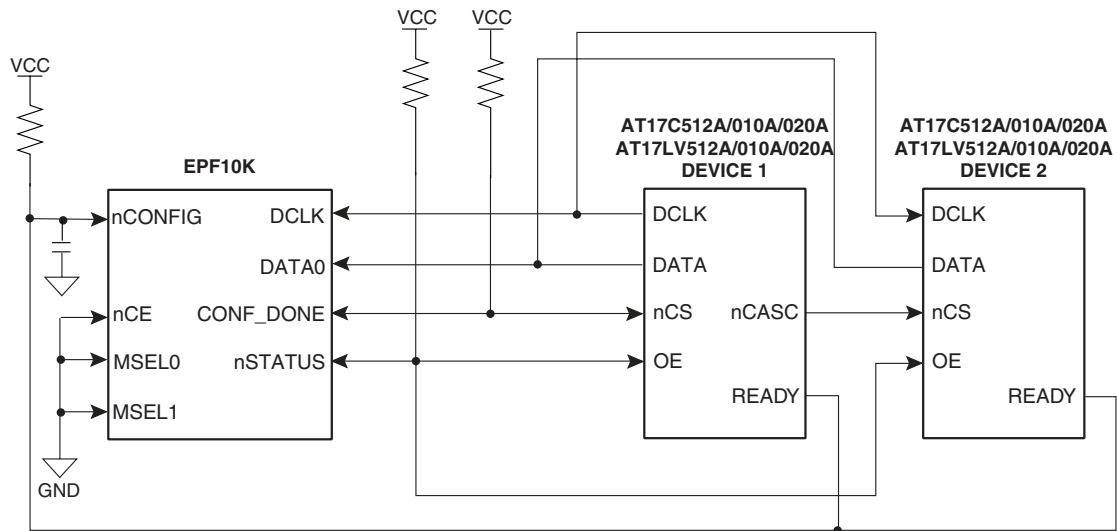 VCC
VCC
VCC
EPF10K
nCONFIG
DCLK
DATA0
nCE
CONF_DONE
MSEL0
nSTATUS
MSEL1
GND
AT17C512A/010A/020A
AT17LV512A/010A/020A
DEVICE 1
DCLK
DATA
nCS
nCASC
OE
READY
AT17C512A/010A/020A
AT17LV512A/010A/020A
DEVICE 2
DCLK
DATA
nCS
OE
READY